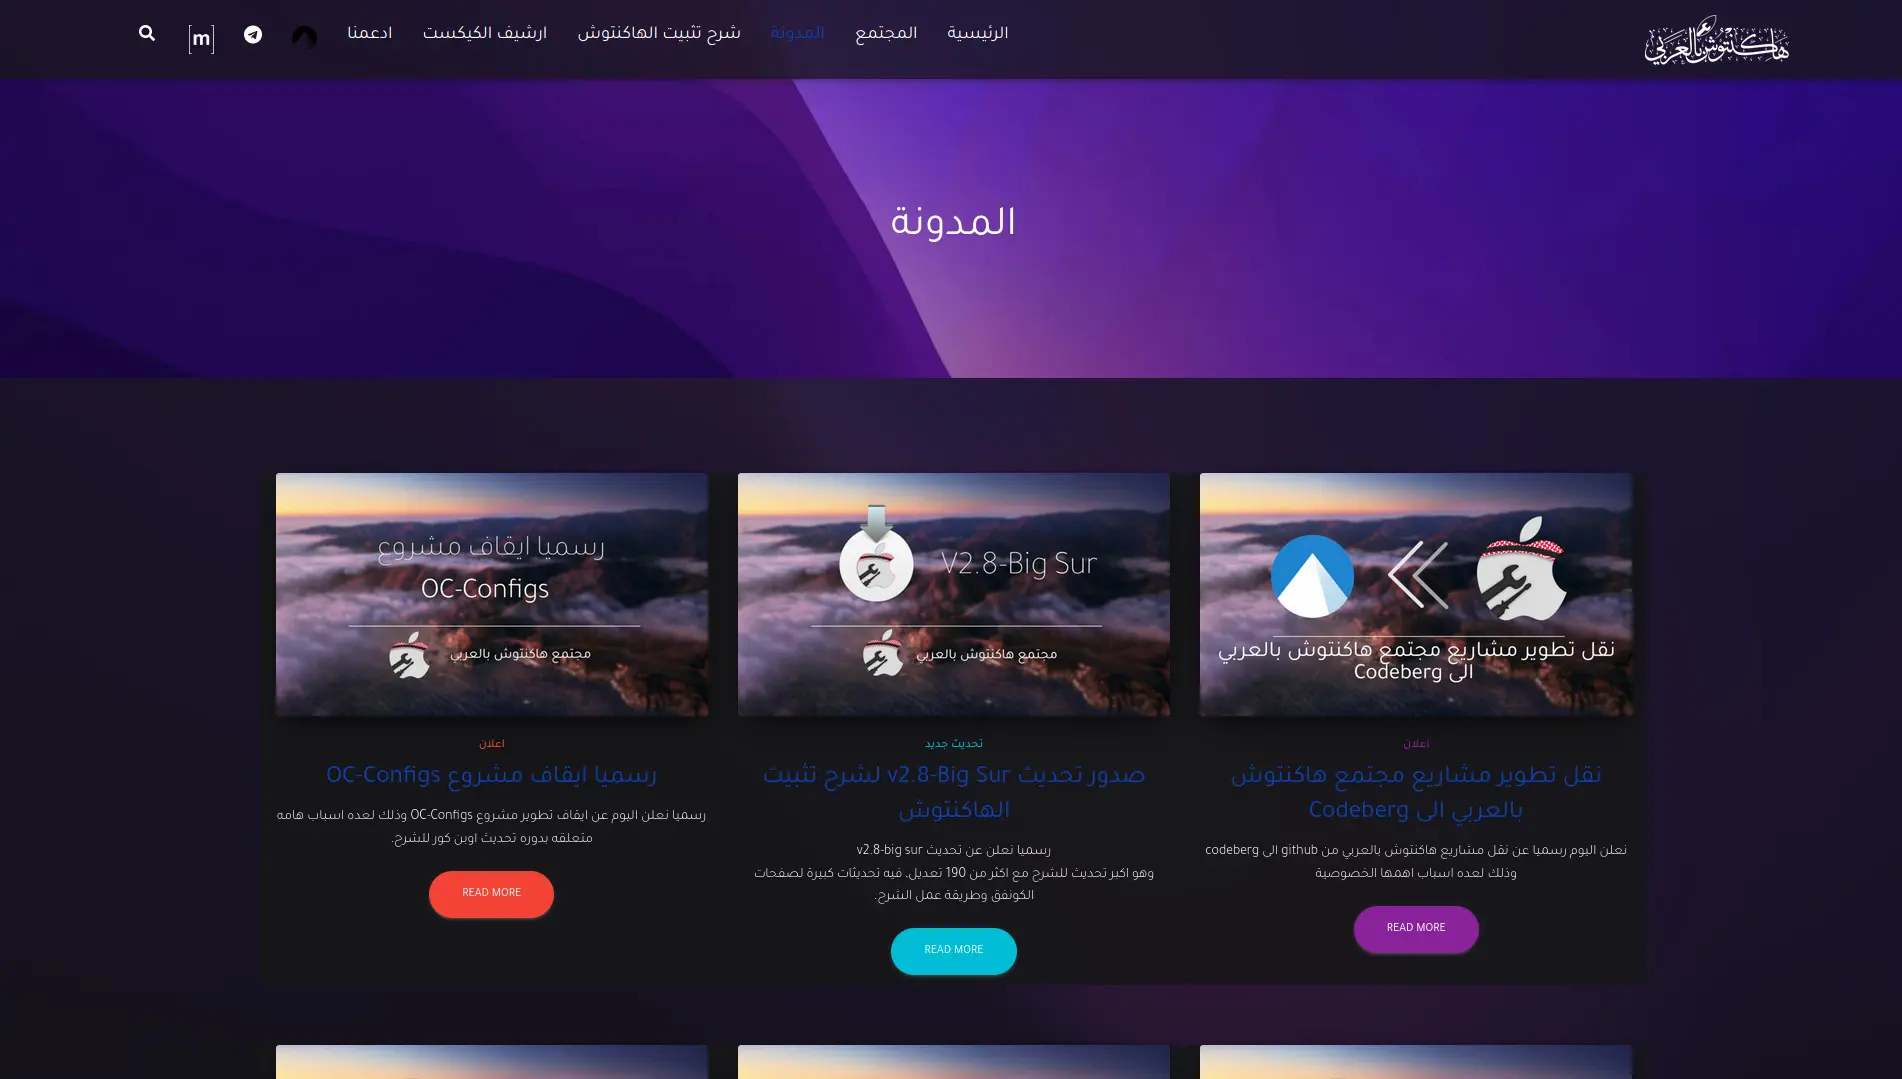 هاكنتوش بالعربي
الرئيسية
المجتمع
المدونة
شرح تثبيت الهاكنتوش
ارشيف الكيكست
ادعمنا
[m]
المدونة
نقل تطوير مشاريع مجتمع هاكنتوش بالعربي
الى Codeberg
اعلان
نقل تطوير مشاريع مجتمع هاكنتوش
بالعربي الى Codeberg
نعلن اليوم رسميا عن نقل مشاريع هاكنتوش بالعربي من github الى codeberg
وذلك لعده اسباب اهمها الخصوصية
READ MORE
V2.8-Big Sur
مجتمع هاكنتوش بالعربي
تحديث جديد
صدور تحديث v2.8-Big Sur لشرح تثبيت
الهاكنتوش
رسميا نعلن عن تحديث v2.8-big sur
وهو اكبر تحديث للشرح مع اكثر من 190 تعديل, فيه تحديثات كبيرة لصفحات
الكونفق وطريقة عمل الشرح.
READ MORE
رسميا ايقاف مشروع
OC-Configs
مجتمع هاكنتوش بالعربي
اعلان
رسميا ايقاف مشروع OC-Configs
رسميا نعلن اليوم عن ايقاف تطوير مشروع OC-Configs وذلك لعده اسباب هامه
متعلقه بدوره تحديث اوبن كور للشرح.
READ MORE